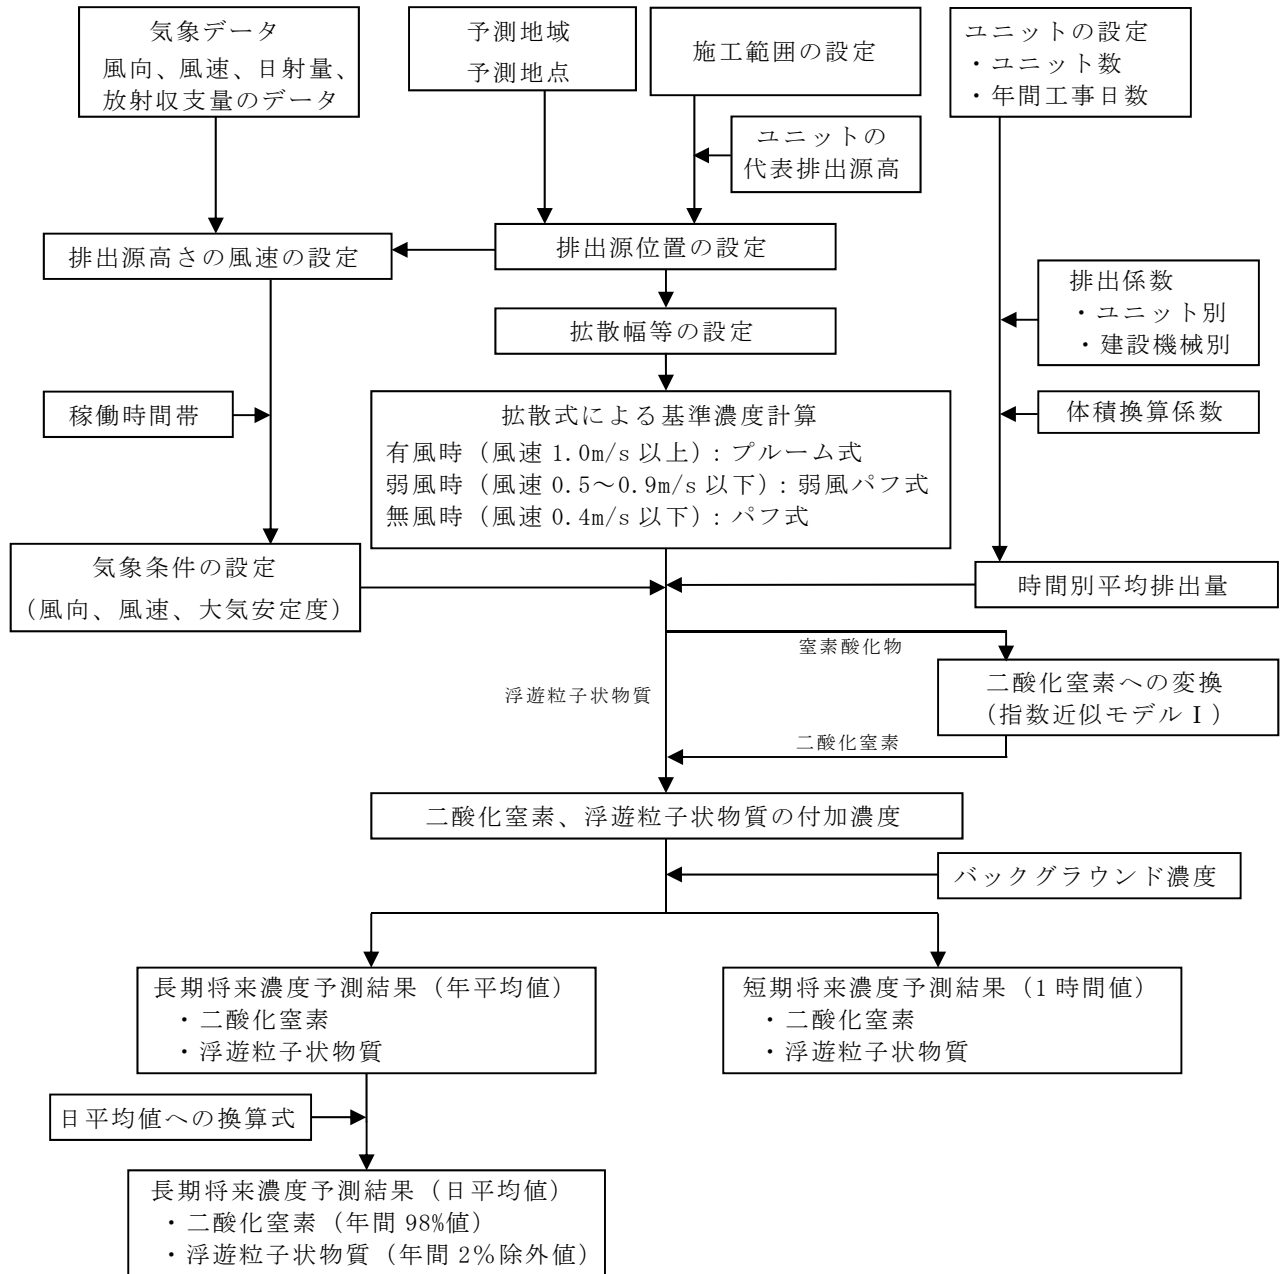 気象データ
風向、風速、日射量、
放射収支量のデータ
予測地域
予測地点
施工範囲の設定
ユニットの設定
・ユニット数
・年間工事日数
ユニットの
代表排出源高
排出源高さの風速の設定
排出源位置の設定
排出係数
・ユニット別
・建設機械別
拡散幅等の設定
稼働時間帯
拡散式による基準濃度計算
有風時（風速 1.0m/s 以上）：プルーム式
弱風時（風速 0.5～0.9m/s 以下）：弱風パフ式
無風時（風速 0.4m/s 以下）：パフ式
体積換算係数
気象条件の設定
（風向、風速、大気安定度）
時間別平均排出量
窒素酸化物
浮遊粒子状物質
二酸化窒素への変換
（指数近似モデルⅠ）
二酸化窒素
二酸化窒素、浮遊粒子状物質の付加濃度
バックグラウンド濃度
長期将来濃度予測結果（年平均値）
・二酸化窒素
・浮遊粒子状物質
短期将来濃度予測結果（1 時間値）
・二酸化窒素
・浮遊粒子状物質
日平均値への換算式
長期将来濃度予測結果（日平均値）
・二酸化窒素（年間 98%値）
・浮遊粒子状物質（年間 2％除外値）